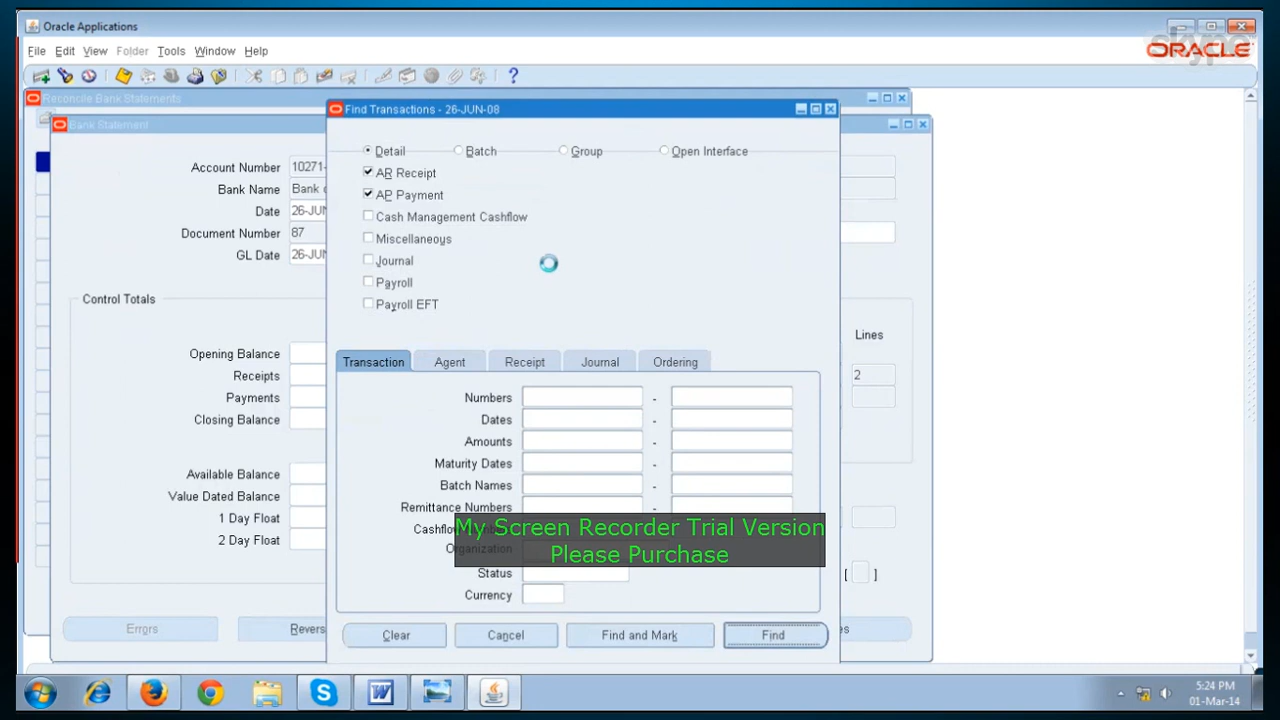 Oracle Applications
skype
File Edit View Folder Tools Window Help
ORACLE
Reconcile Bank Statements
Find Transactions - 26-JUN-08
Bank Statement
Detail Batch Group Open Interface
Account Number 10271-
AR Receipt
Bank Name Bank
AP Payment
Date 26-JUN
Cash Management Cashflow
Document Number 87
Miscellaneous
GL Date 26-JUN
Journal
Payroll
Control Totals
Payroll EFT
Lines
Opening Balance
Transaction Agent Receipt Journal Ordering
Receipts
2
Payments
Numbers -
Closing Balance
Dates -
Amounts -
Maturity Dates -
Available Balance
Batch Names -
Value Dated Balance
Remittance Numbers -
1 Day Float
My Screen Recorder Trial Version
Please Purchase
2 Day Float
Organization
Status
[ ]
Currency
Errors
Revers
Clear Cancel Find and Mark Find
es
5:24 PM
01-Mar-14